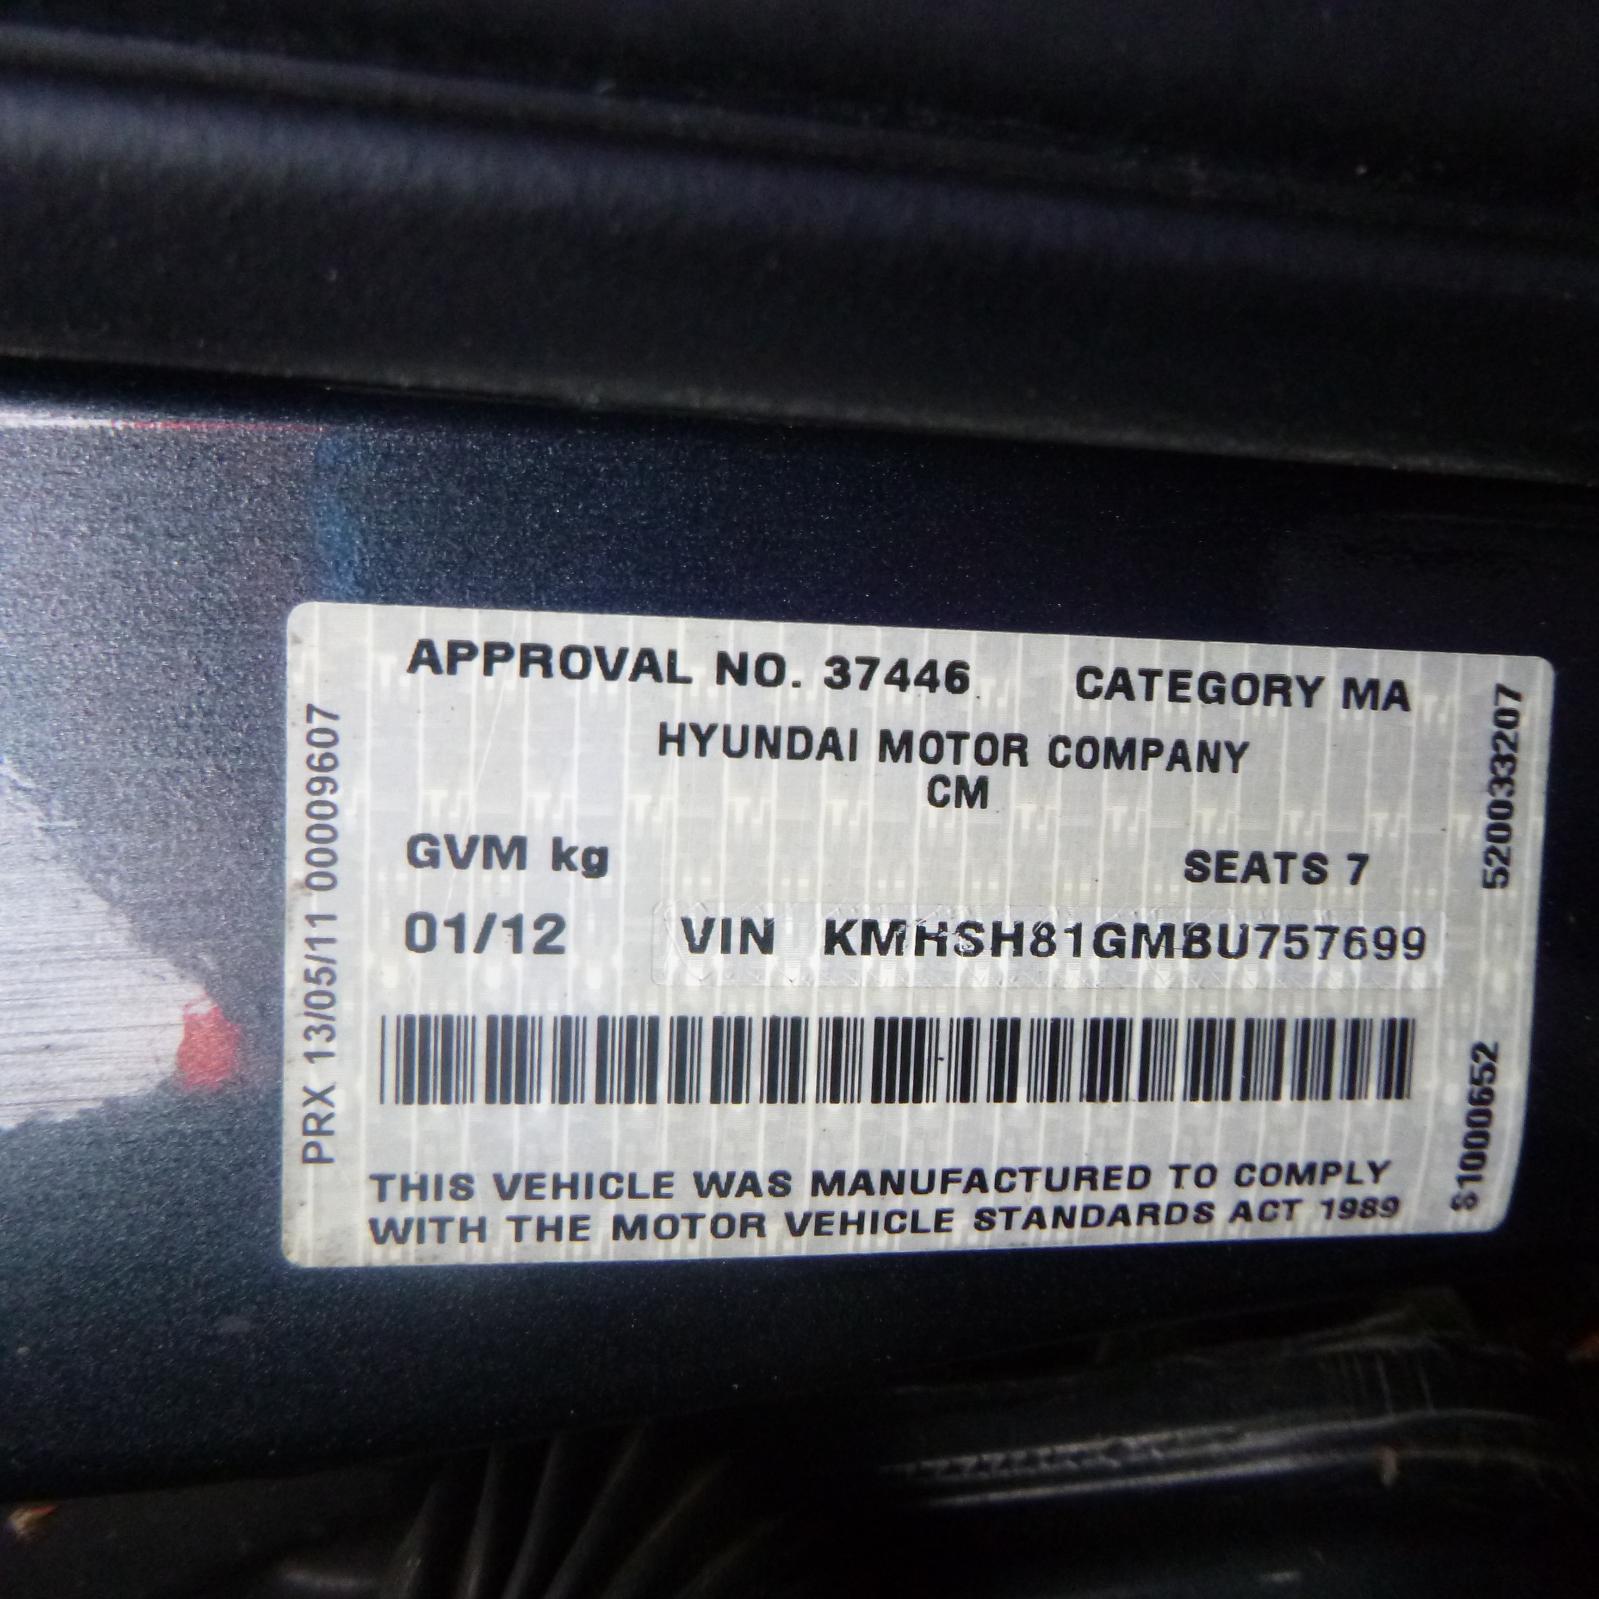 APPROVAL NO. 37446 CATEGORY MA
HYUNDAI MOTOR COMPANY
CM
GVM kg SEATS 7
01/12 VIN KMHSH81GMBU757699
THIS VEHICLE WAS MANUFACTURED TO COMPLY
WITH THE MOTOR VEHICLE STANDARDS ACT 1989
PRX 13/05/11 00009607
520033207
S1000652